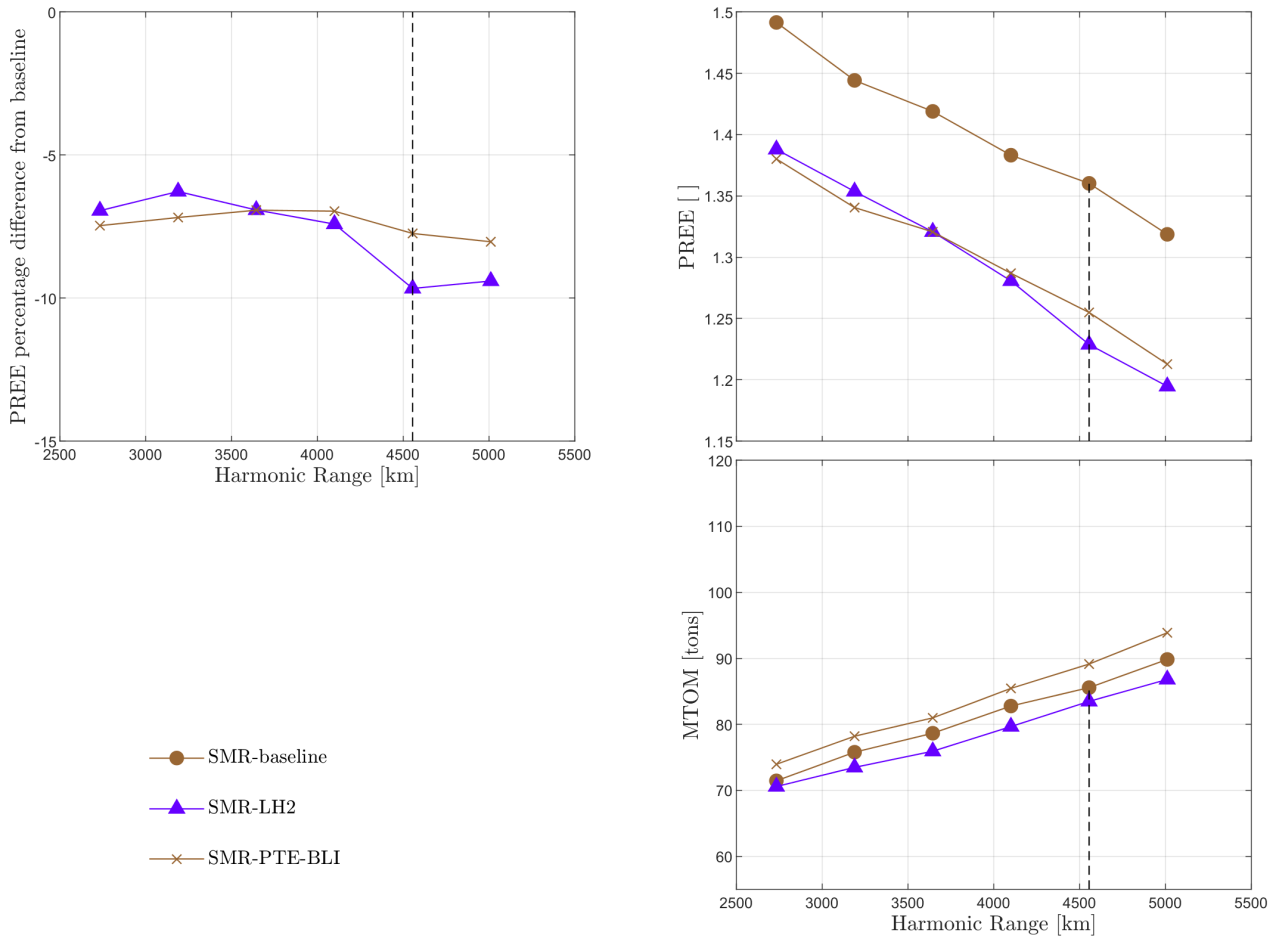 PREE percentage difference from baseline
0
-5
-10
-15
2500 3000 3500 4000 4500 5000 5500
Harmonic Range [km]
PREE [ ]
1.5
1.45
1.4
1.35
1.3
1.25
1.2
1.15
MTOM [tons]
120
110
100
90
80
70
60
2500 3000 3500 4000 4500 5000 5500
Harmonic Range [km]
SMR-baseline
SMR-LH2
SMR-PTE-BLI